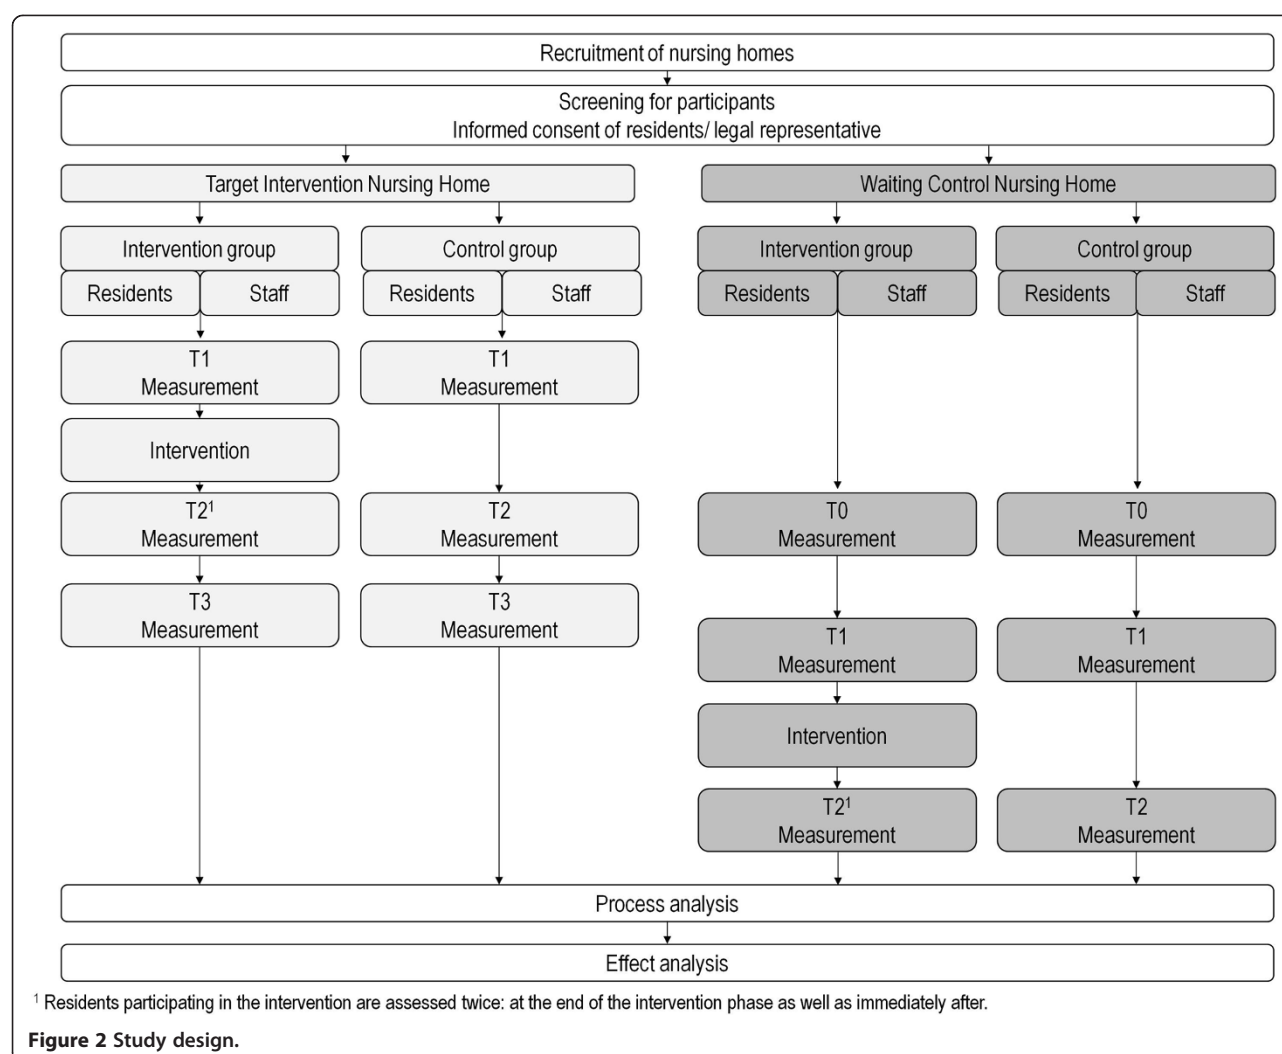 Recruitment of nursing homes
Screening for participants
Informed consent of residents/ legal representative
Target Intervention Nursing Home
Waiting Control Nursing Home
Intervention group
Control group
Intervention group
Control group
Residents
Staff
Residents
Staff
Residents
Staff
Residents
Staff
T1
Measurement
T1
Measurement
Intervention
T2¹
Measurement
T2
Measurement
T0
Measurement
T0
Measurement
T3
Measurement
T3
Measurement
T1
Measurement
T1
Measurement
Intervention
T2¹
Measurement
T2
Measurement
Process analysis
Effect analysis
¹ Residents participating in the intervention are assessed twice: at the end of the intervention phase as well as immediately after.
Figure 2 Study design.